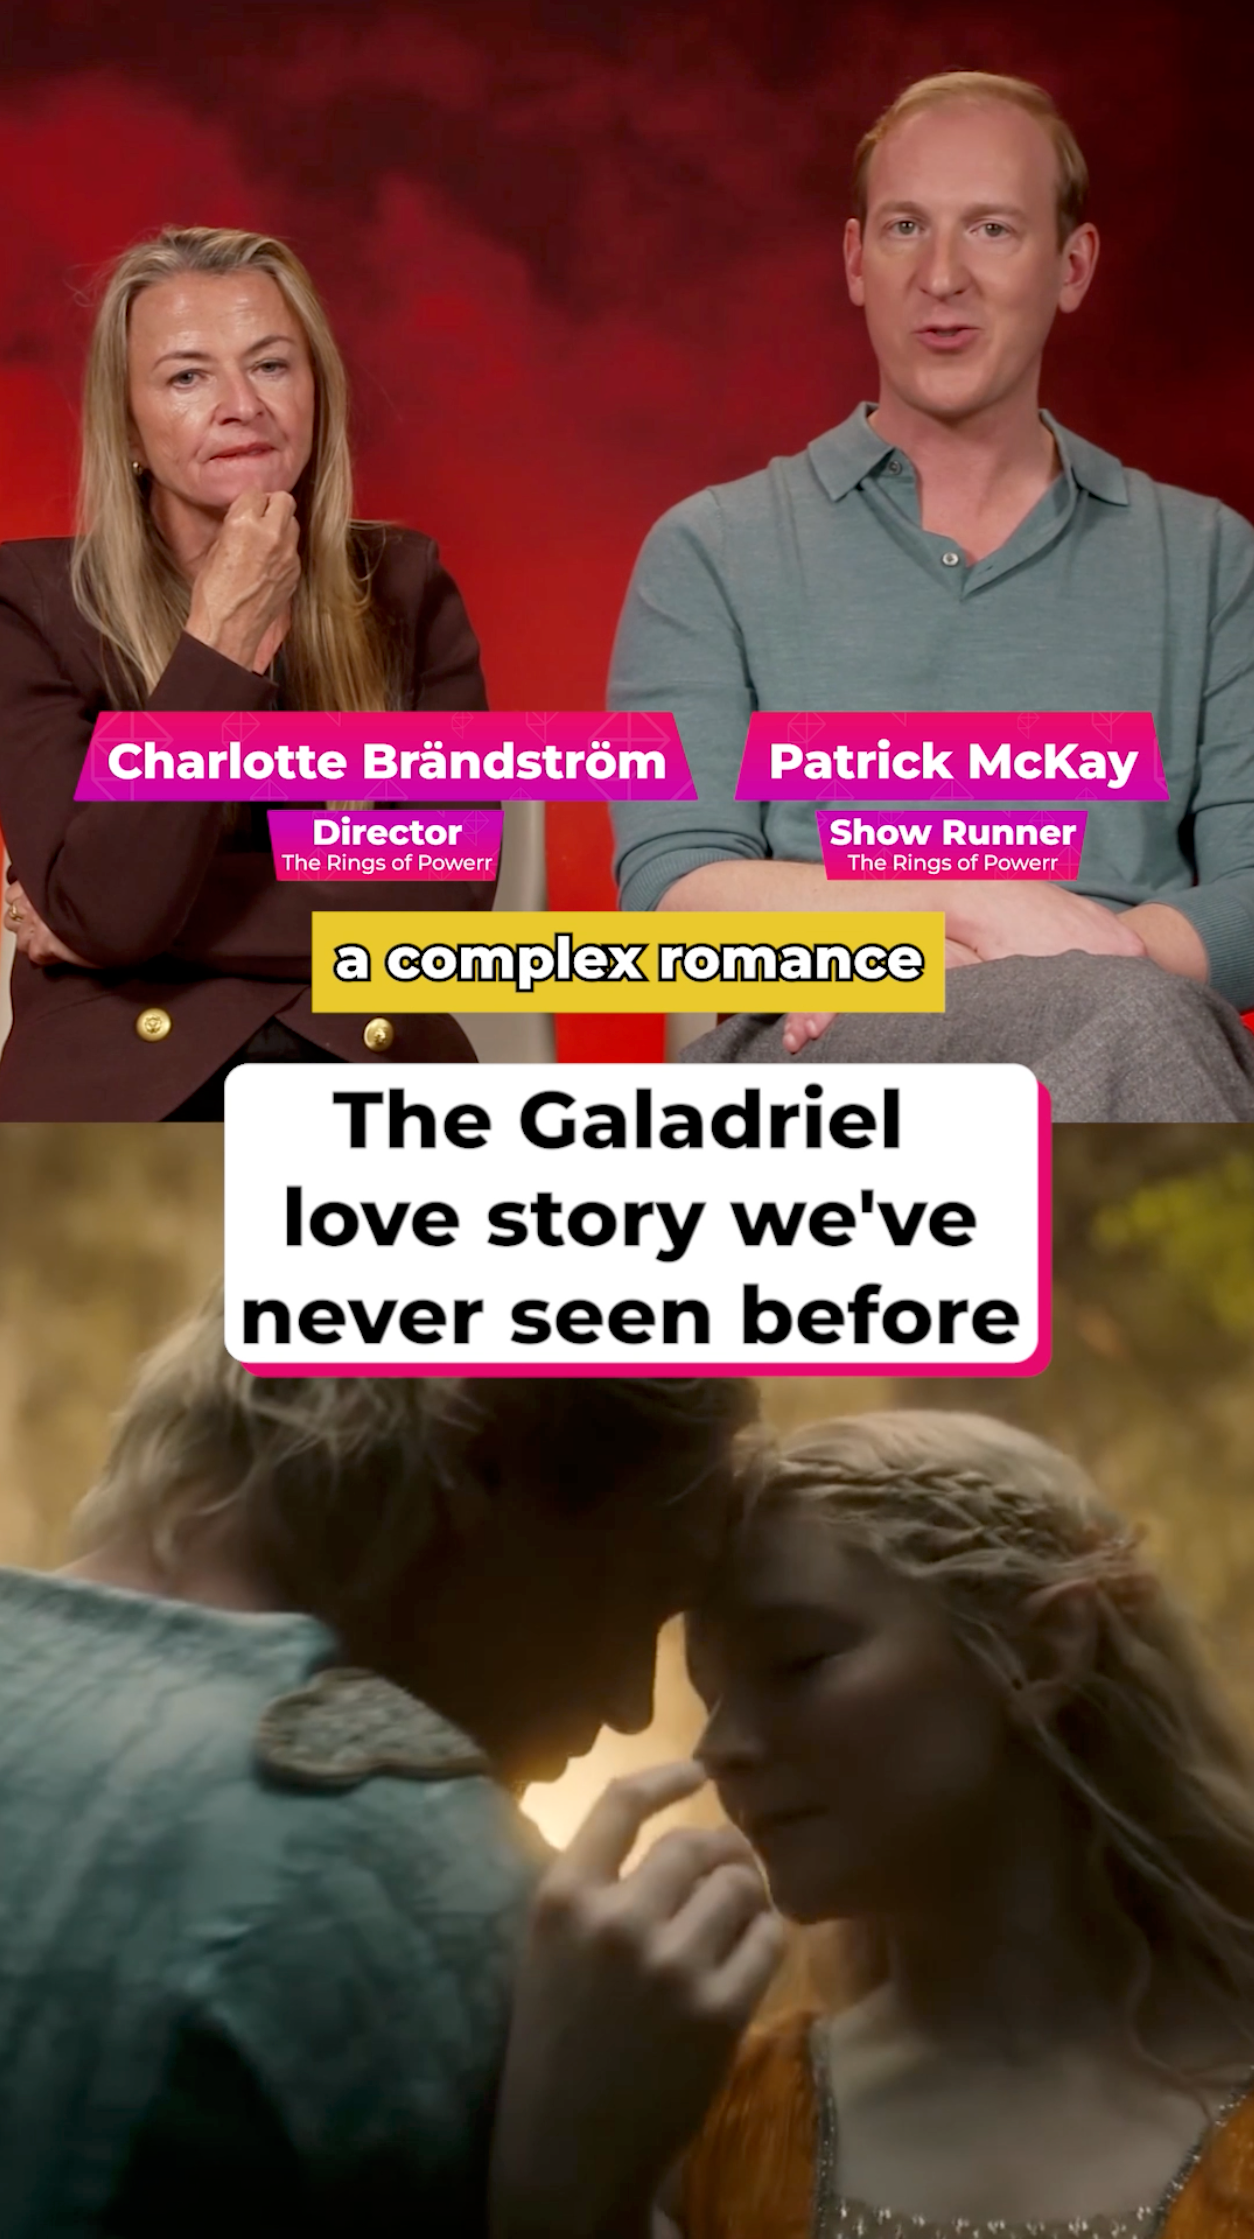 Charlotte Brändström
Patrick McKay
Director
The Rings of Powerr
Show Runner
The Rings of Powerr
a complex romance
The Galadriel
love story we've
never seen before